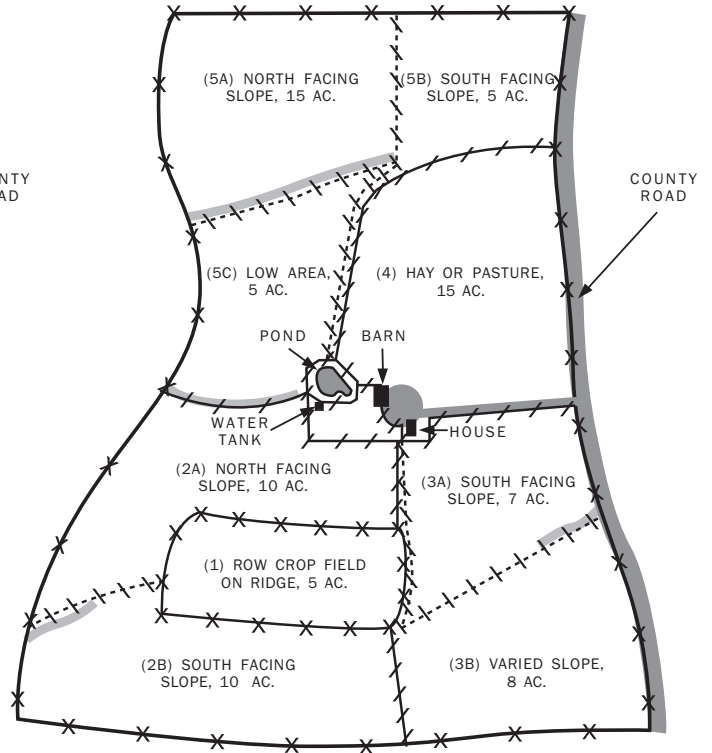 (5A) NORTH FACING
SLOPE, 15 AC.
(5B) SOUTH FACING
SLOPE, 5 AC.
NTY
AD
COUNTY
ROAD
(5C) LOW AREA,
5 AC.
(4) HAY OR PASTURE,
15 AC.
POND
BARN
WATER
TANK
HOUSE
(2A) NORTH FACING
SLOPE, 10 AC.
(3A) SOUTH FACING
SLOPE, 7 AC.
(1) ROW CROP FIELD
ON RIDGE, 5 AC.
(2B) SOUTH FACING
SLOPE, 10 AC.
(3B) VARIED SLOPE,
8 AC.